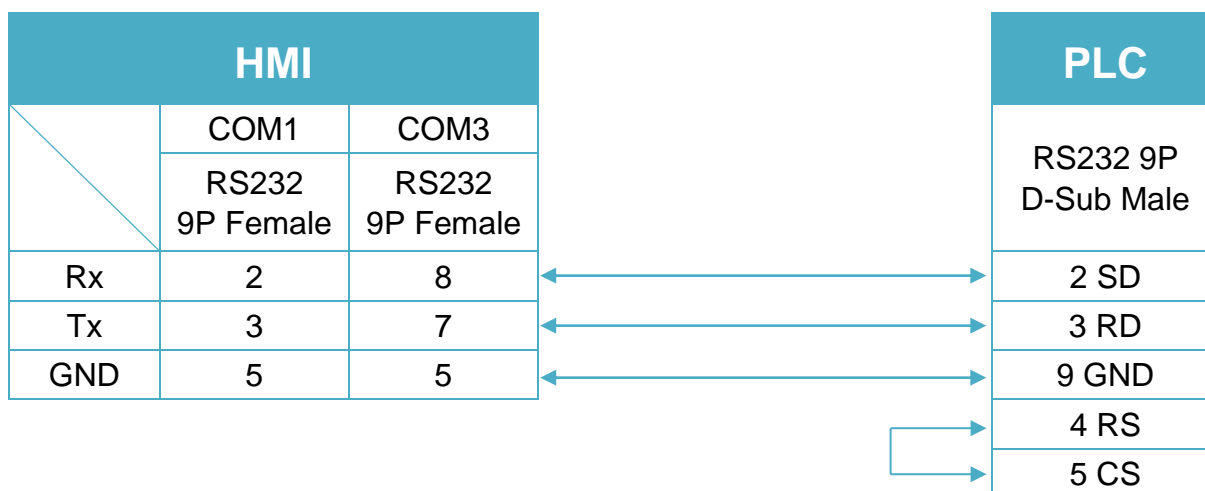 HMI
PLC
COM1
COM3
RS232
9P Female
RS232
9P Female
RS232 9P
D-Sub Male
Rx
2
8
2 SD
Tx
3
7
3 RD
GND
5
5
9 GND
4 RS
5 CS